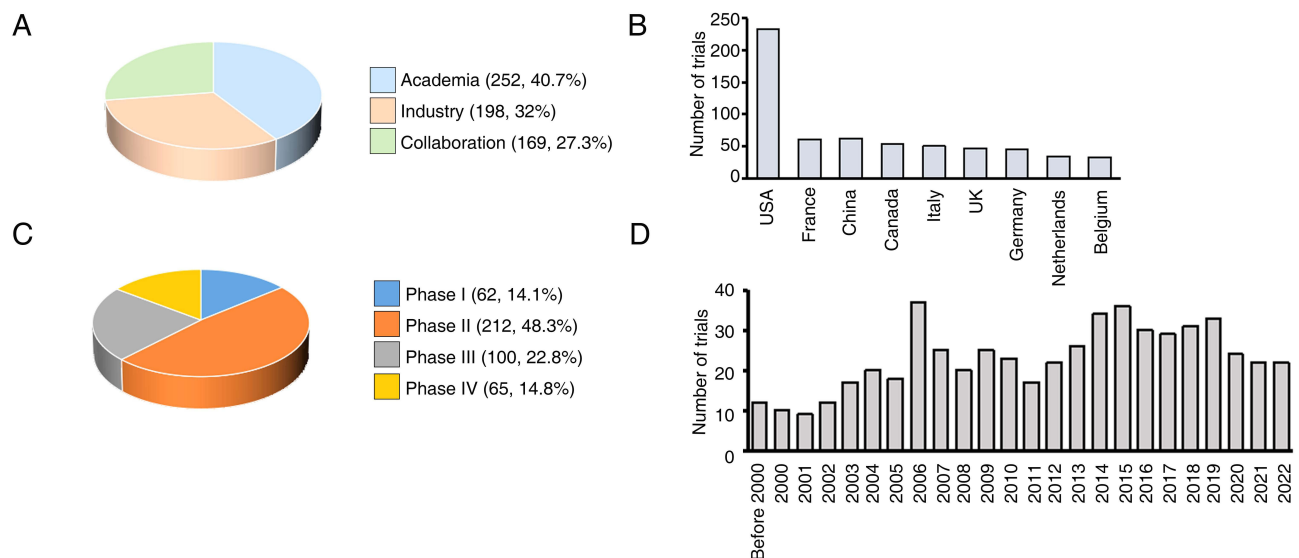 A
Academia (252, 40.7%)
Industry (198, 32%)
Collaboration (169, 27.3%)
B
Number of trials
250
200
150
100
50
0
USA
France
China
Canada
Italy
UK
Germany
Netherlands
Belgium
C
Phase I (62, 14.1%)
Phase II (212, 48.3%)
Phase III (100, 22.8%)
Phase IV (65, 14.8%)
D
Number of trials
40
30
20
10
0
Before 2000
2000
2001
2002
2003
2004
2005
2006
2007
2008
2009
2010
2011
2012
2013
2014
2015
2016
2017
2018
2019
2020
2021
2022